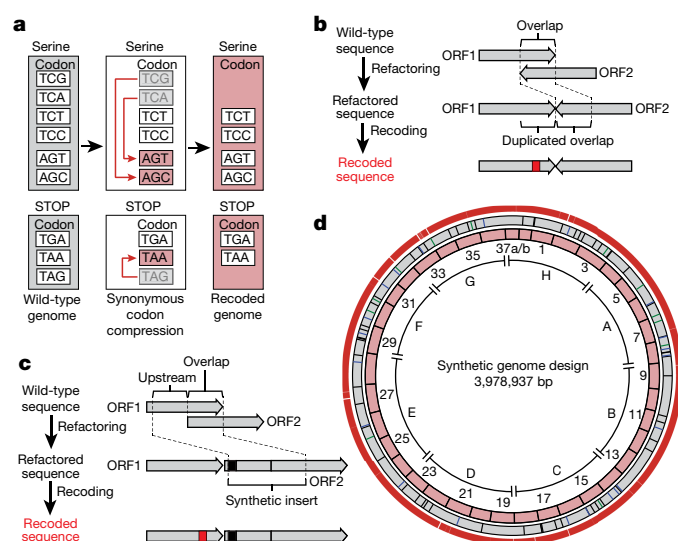 a
Serine
Codon
TCG
TCA
TCT
TCC
AGT
AGC
STOP
Codon
TGA
TAA
TAG
Wild-type
genome
Serine
Codon
TCG
TCA
TCT
TCC
AGT
AGC
STOP
Codon
TGA
TAA
TAG
Synonymous
codon
compression
Serine
Codon
TCT
TCC
AGT
AGC
STOP
Codon
TGA
TAA
Recoded
genome
b
Wild-type
sequence
Refactoring
Refactored
sequence
Recoding
Recoded
sequence
Overlap
ORF1
ORF2
ORF1
ORF2
Duplicated overlap
c
Wild-type
sequence
Refactoring
Refactored
sequence
Recoding
Recoded
sequence
Overlap
Upstream
ORF1
ORF2
ORF1
ORF2
Synthetic insert
d
37a/b
1
3
5
7
9
11
13
15
17
19
21
23
25
27
29
31
33
35
H
A
B
C
D
E
F
G
Synthetic genome design
3,978,937 bp